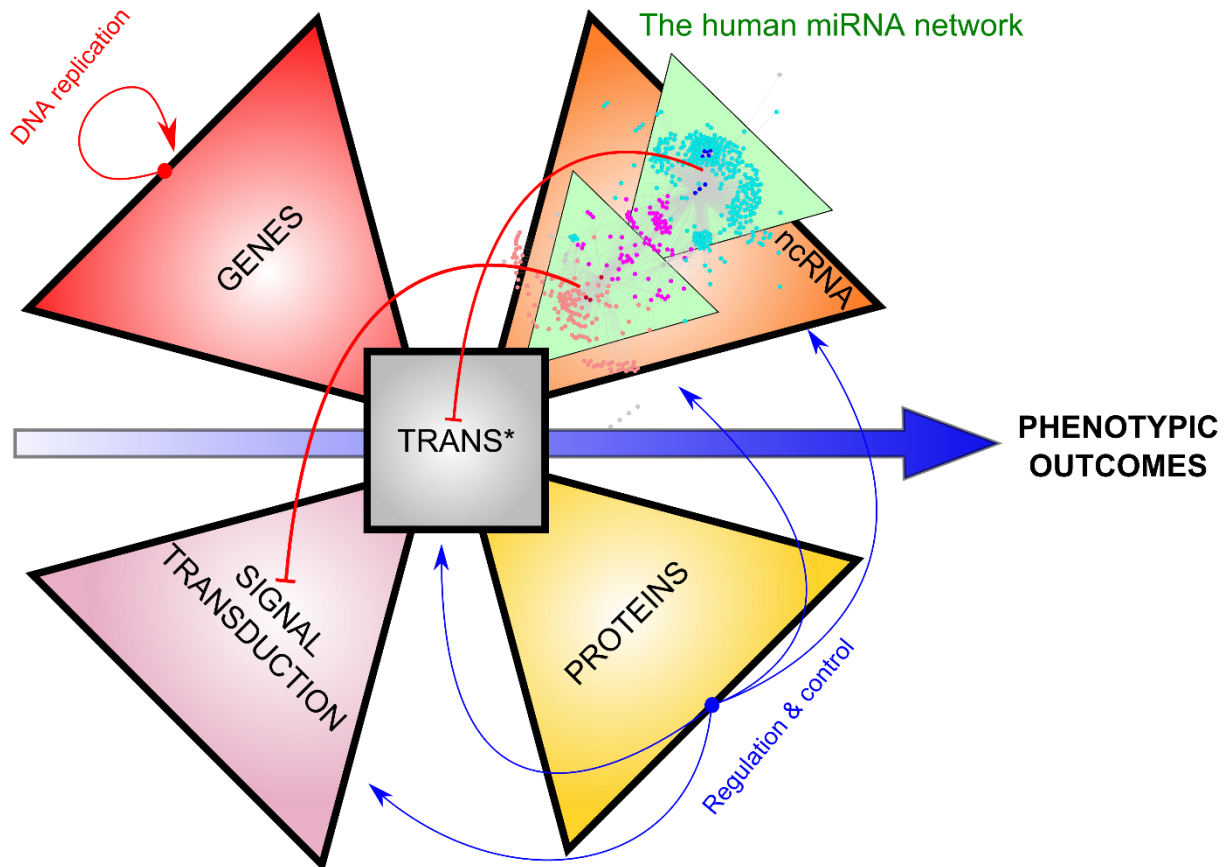 The human miRNA network
DNA replication
GENES
ncRNA
TRANS*
PHENOTYPIC
OUTCOMES
SIGNAL
TRANSDUCTION
PROTEINS
Regulation & control